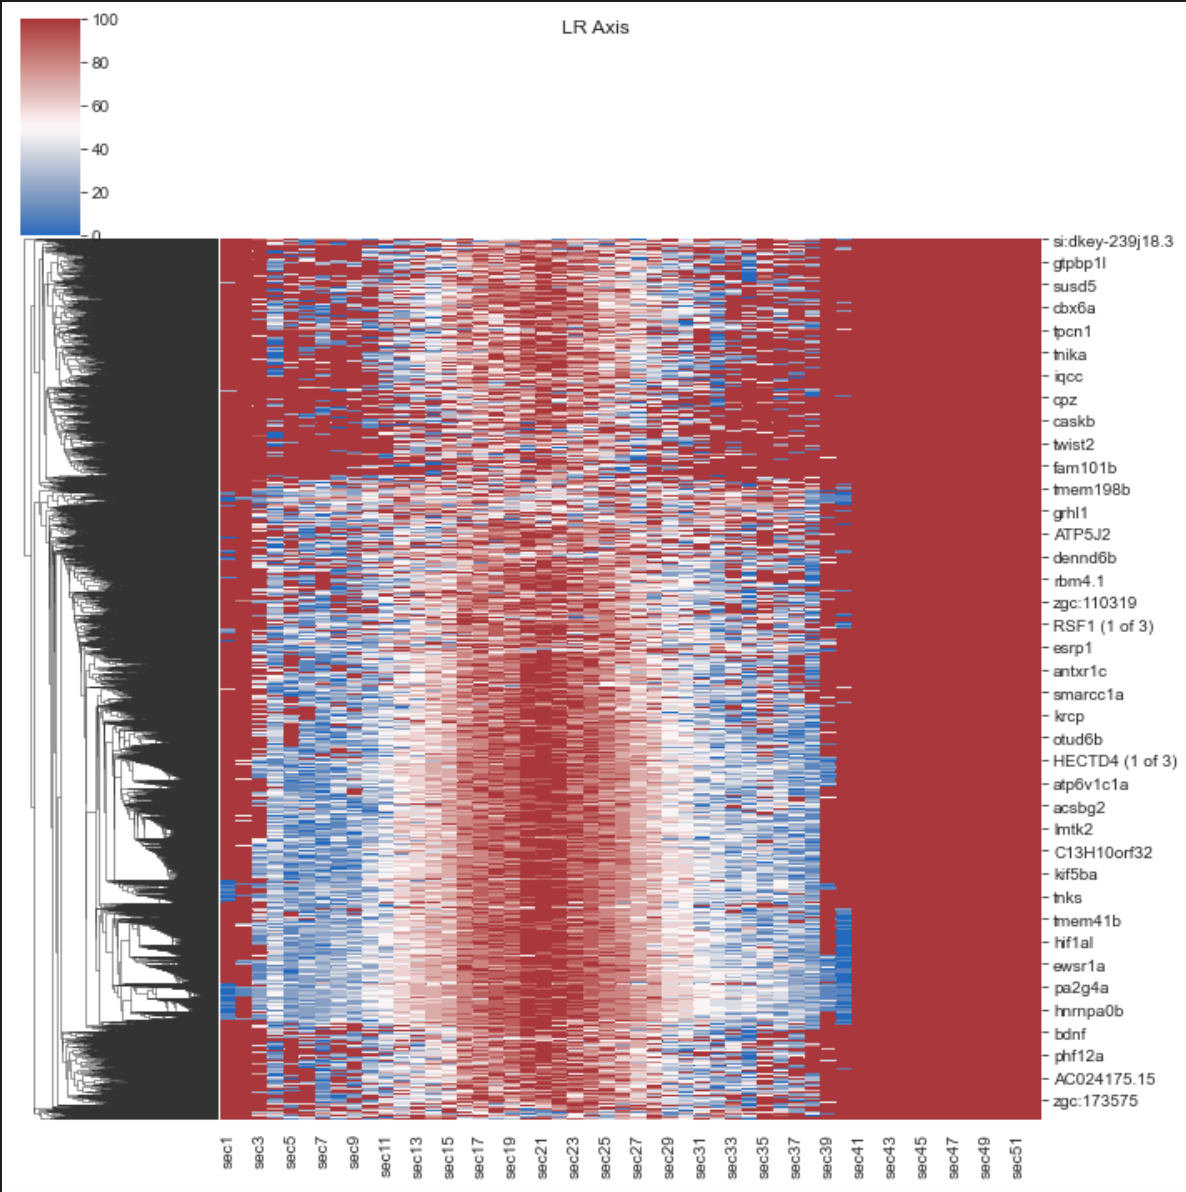 LR Axis
100
80
60
40
20
0
si:dkey-239j18.3
gtpbp1l
susd5
cbx6a
tpcn1
tnika
iqcc
cpz
caskb
twist2
fam101b
tmem198b
grhl1
ATP5J2
dennd6b
rbm4.1
zgc:110319
RSF1 (1 of 3)
esrp1
antxr1c
smarcc1a
krcp
otud6b
HECTD4 (1 of 3)
atp6v1c1a
acsbg2
lmtk2
C13H10orf32
kif5ba
tnks
tmem41b
hif1al
ewsr1a
pa2g4a
hnrnpa0b
bdnf
phf12a
AC024175.15
zgc:173575
sec1
sec3
sec5
sec7
sec9
sec11
sec13
sec15
sec17
sec19
sec21
sec23
sec25
sec27
sec29
sec31
sec33
sec35
sec37
sec39
sec41
sec43
sec45
sec47
sec49
sec51